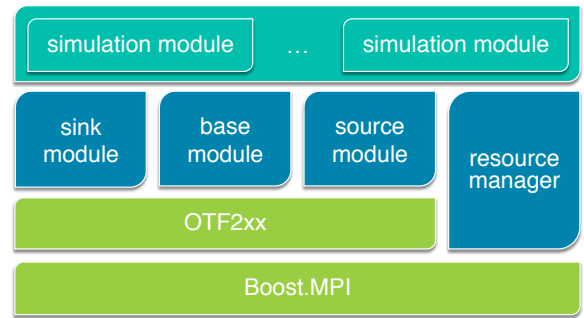 simulation module ... simulation module
sink
module
base
module
source
module
resource
manager
OTF2xx
Boost.MPI